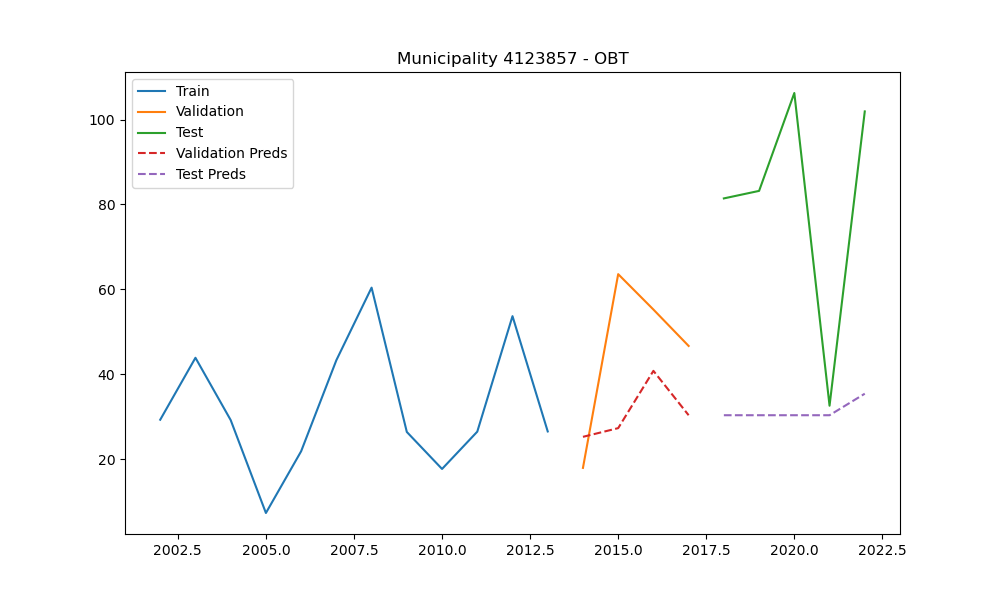 Municipality 4123857 - OBT
Train
Validation
Test
Validation Preds
Test Preds
100
80
60
40
20
2002.5 2005.0 2007.5 2010.0 2012.5 2015.0 2017.5 2020.0 2022.5